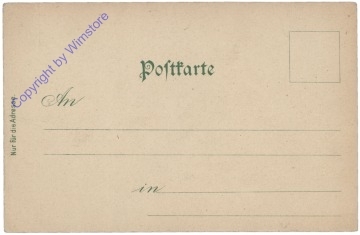 Copyright by Wimstore
Postkarte
An
in
Nur für die Adresse